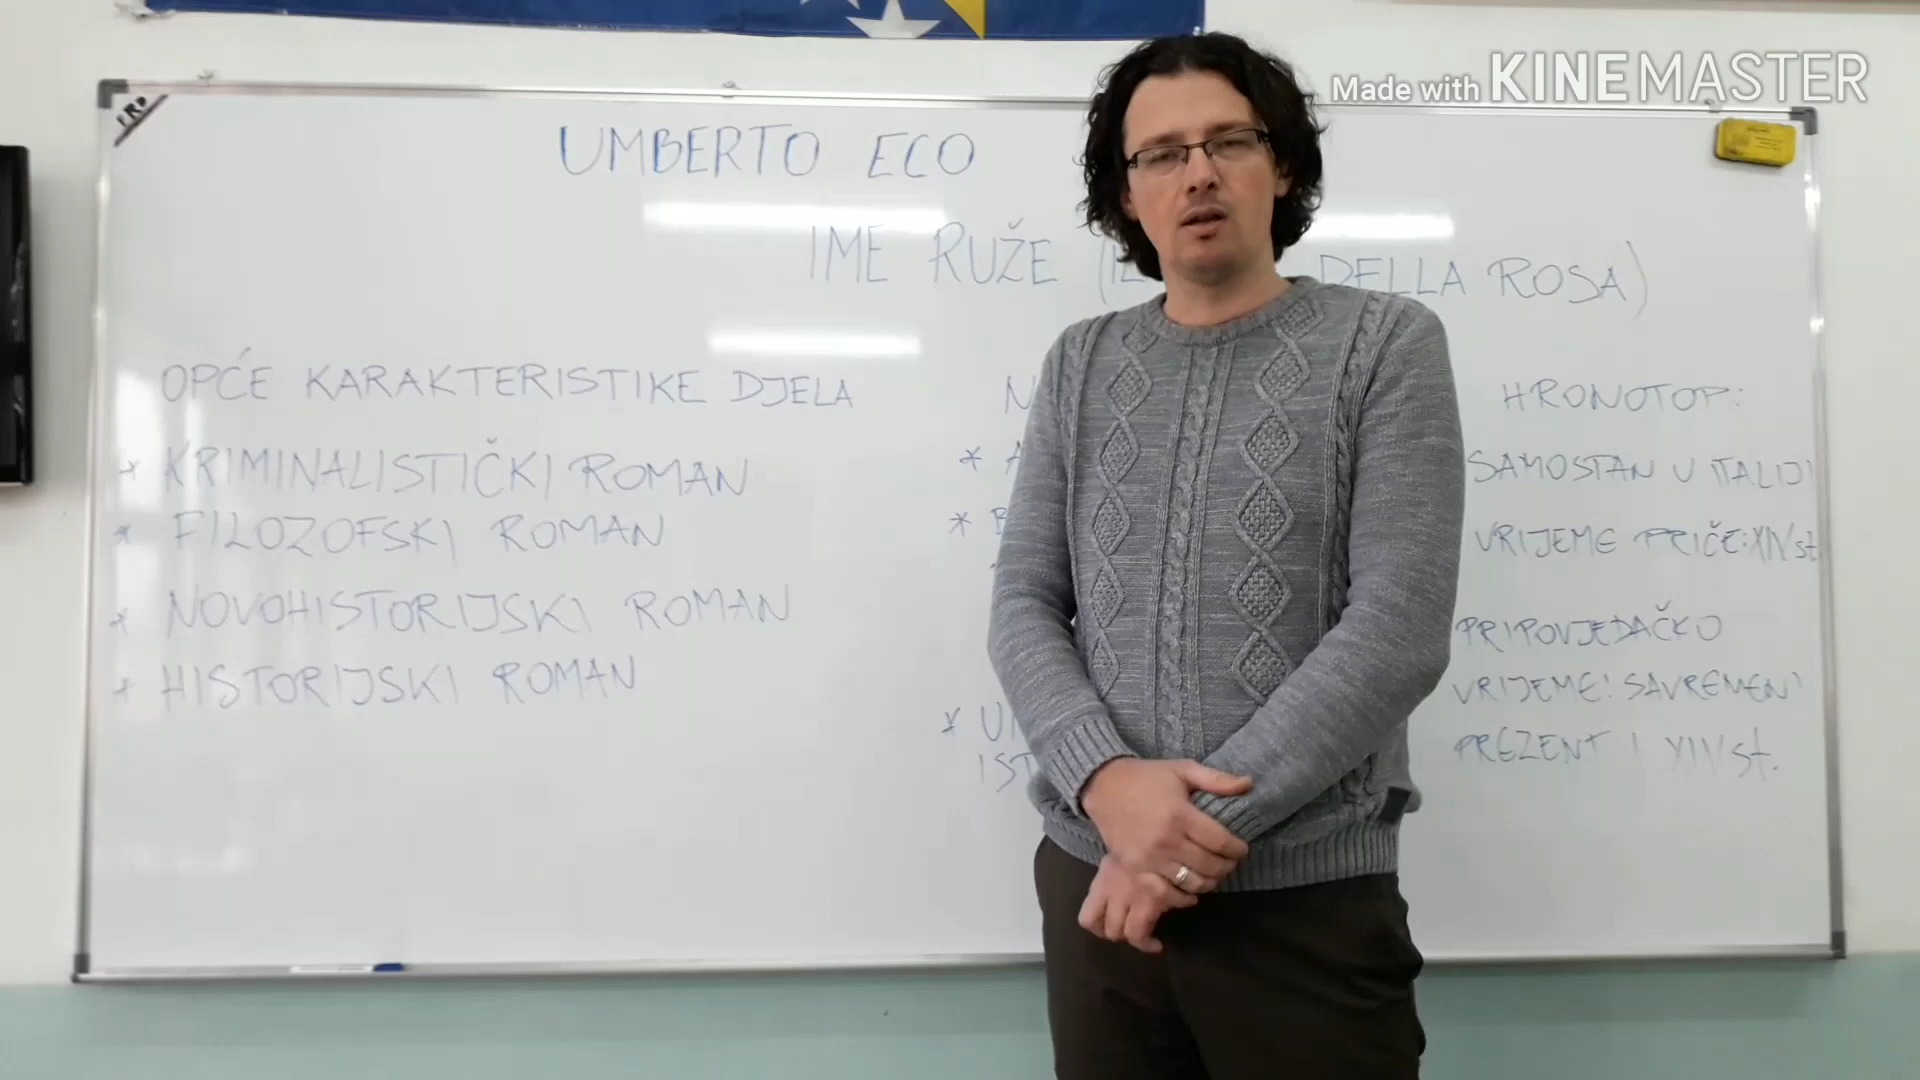 Made with KINEMASTER
UMBERTO ECO
IME RUŽE ( DELLA ROSA)
OPĆE KARAKTERISTIKE DJELA
* KRIMINALISTIČKI ROMAN
* FILOZOFSKI ROMAN
* NOVOHISTORIJSKI ROMAN
* HISTORIJSKI ROMAN
HRONOTOP:
SAMOSTAN U ITALIJI
VRIJEME PRIČE: XIV st.
PRIPOVJEDAČKO
VRIJEME: SAVREMENI
PREZENT I XIV st.